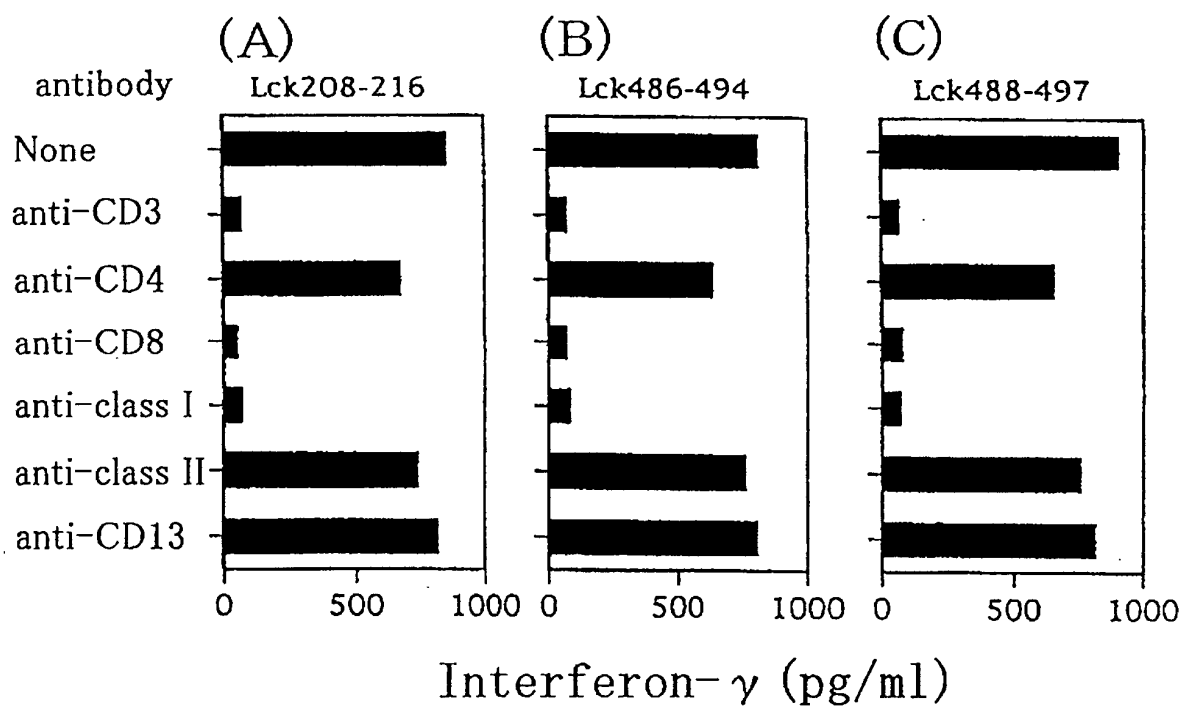 (A) (B) (C)
antibody Lck208-216 Lck486-494 Lck488-497
None
anti-CD3
anti-CD4
anti-CD8
anti-class I
anti-class II
anti-CD13
0 500 1000 0 500 1000 0 500 1000
Interferon-γ (pg/ml)